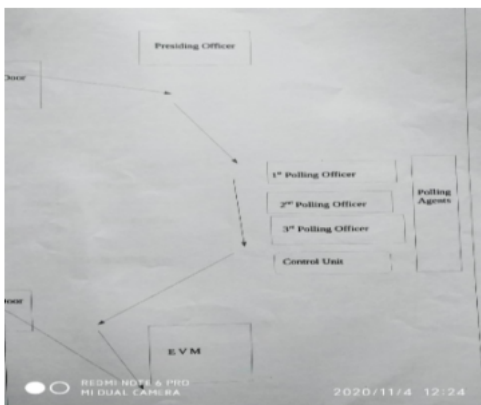 Presiding Officer
Door
1st Polling Officer
Polling
Agents
2nd Polling Officer
3rd Polling Officer
Control Unit
Door
EVM
REDMI NOTE 6 PRO
MI DUAL CAMERA
2020/11/4 12:24